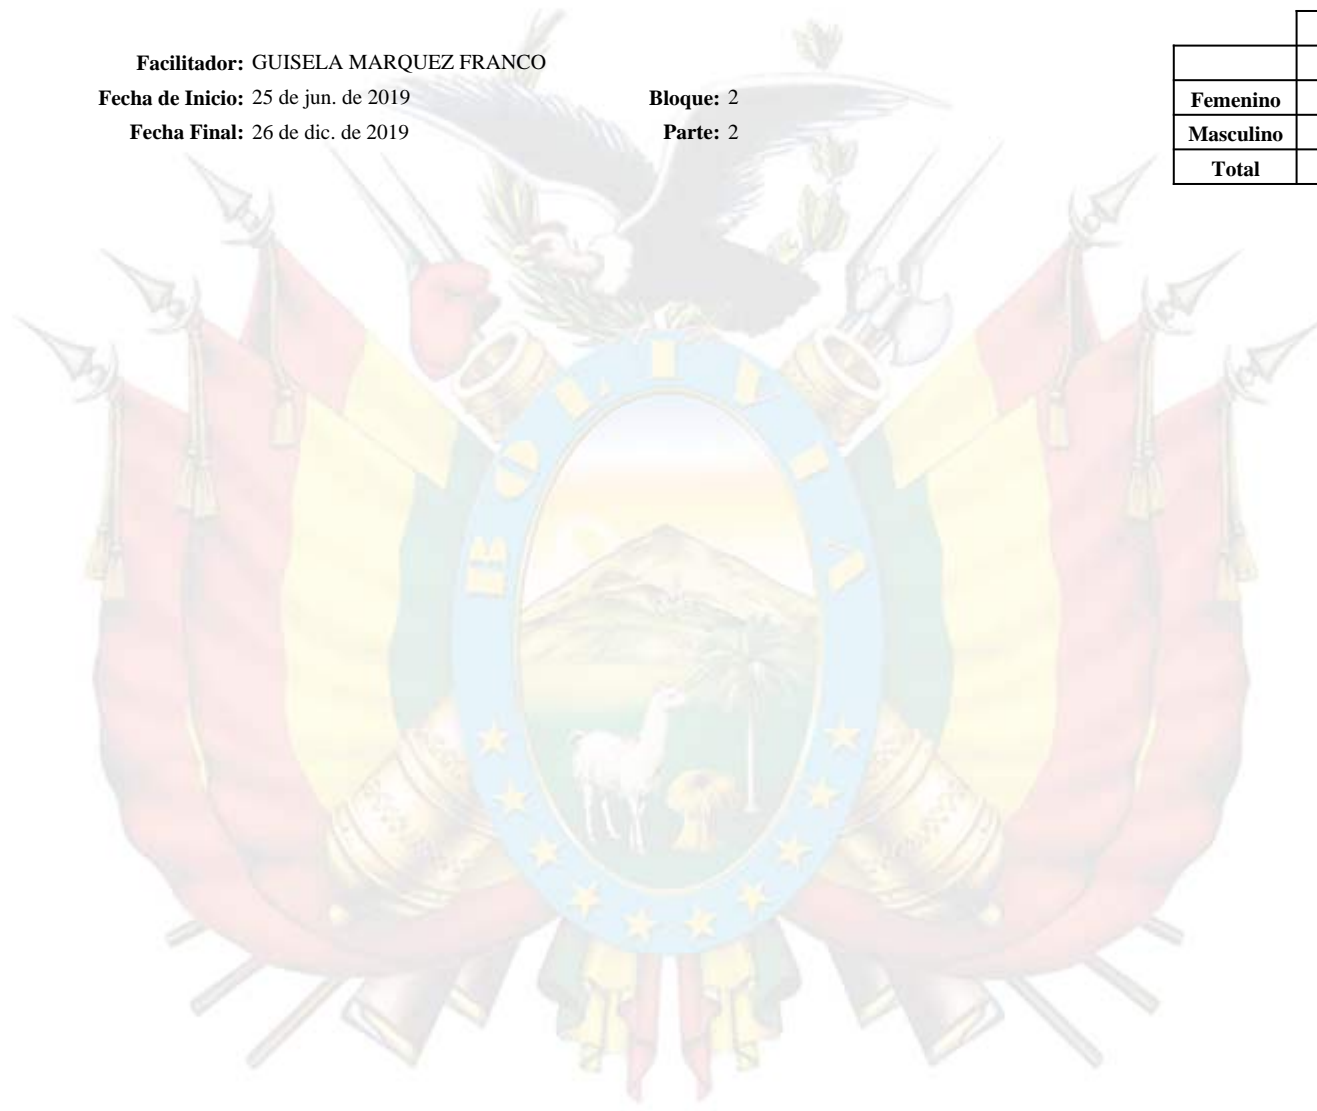 Facilitador: GUISELA MARQUEZ FRANCO
Fecha de Inicio: 25 de jun. de 2019 Bloque: 2
Fecha Final: 26 de dic. de 2019 Parte: 2
Femenino
Masculino
Total
BOLIVIA